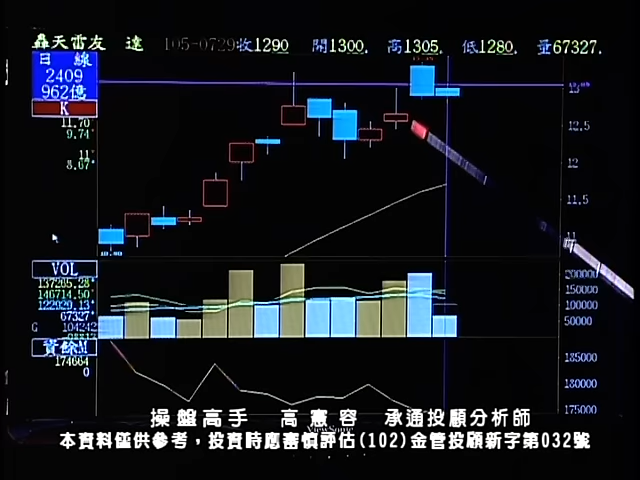 轟天雷友 達 105-0729收1290 開1300. 高1305. 低1280. 量67327.
日 線
2409
962億
K
11.70
9.74
11
8.67
12.5
12
11.5
11
VOL
137205.28
146714.50
122020.13
67327
G 104242
資餘M
174664
0
200000
150000
100000
50000
185000
180000
175000
操盤高手 高憲容 承通投顧分析師
ViewSonic
本資料僅供參考，投資時應審慎評估(102)金管投顧新字第032號